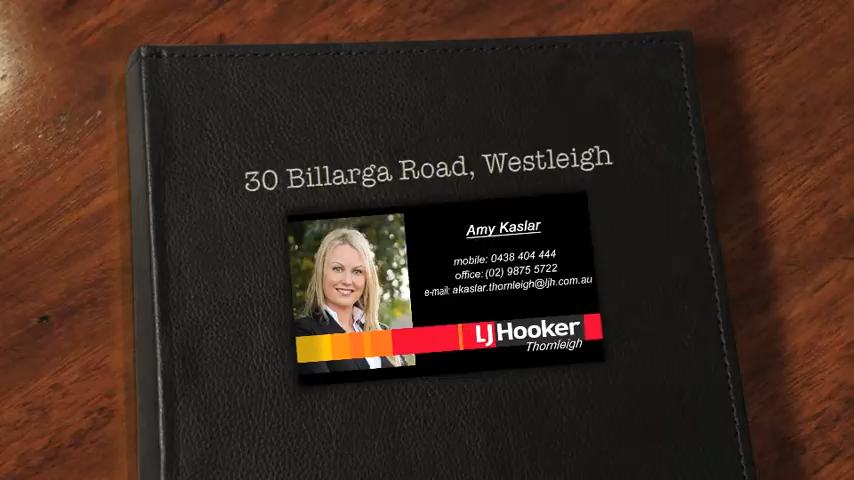 30 Billarga Road, Westleigh
Amy Kaslar
mobile: 0438 404 444
office: (02) 9875 5722
e-mail: akaslar.thornleigh@ljh.com.au
LJ Hooker
Thornleigh